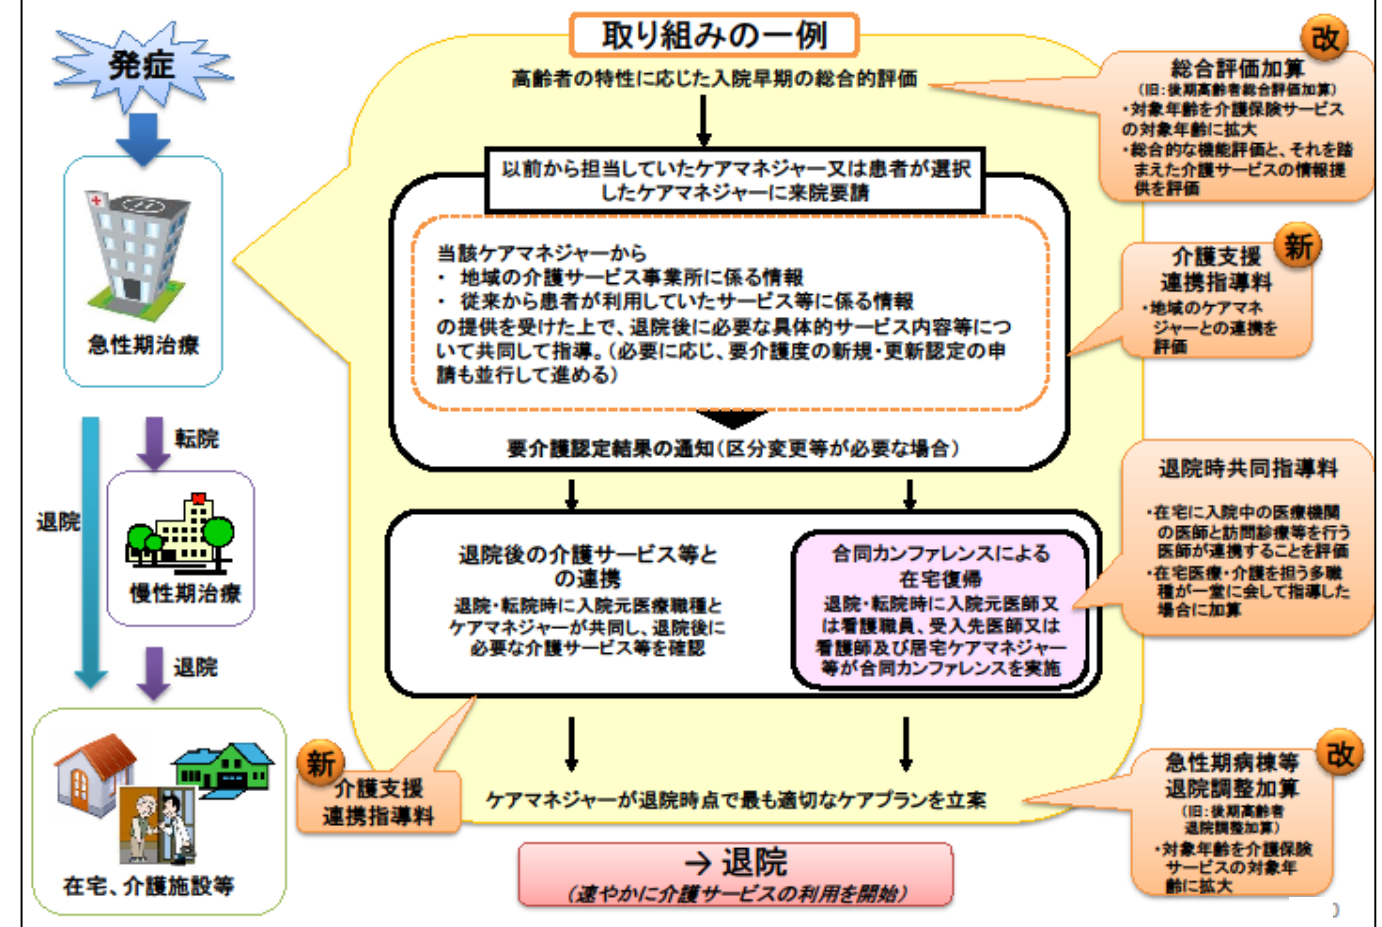 取り組みの一例
高齢者の特性に応じた入院早期の総合的評価
以前から担当していたケアマネジャー又は患者が選択
したケアマネジャーに来院要請
当該ケアマネジャーから
・ 地域の介護サービス事業所に係る情報
・ 従来から患者が利用していたサービス等に係る情報
の提供を受けた上で、退院後に必要な具体的サービス内容等につ
いて共同して指導。（必要に応じ、要介護度の新規・更新認定の申
請も並行して進める）
要介護認定結果の通知（区分変更等が必要な場合）
退院後の介護サービス等と
の連携
退院・転院時に入院元医療職種と
ケアマネジャーが共同し、退院後に
必要な介護サービス等を確認
合同カンファレンスによる
在宅復帰
退院・転院時に入院元医師又
は看護職員、受入先医師又は
看護師及び居宅ケアマネジャー
等が合同カンファレンスを実施
ケアマネジャーが退院時点で最も適切なケアプランを立案
→ 退院
（速やかに介護サービスの利用を開始）
発症
急性期治療
転院
退院
慢性期治療
退院
在宅、介護施設等
改
総合評価加算
（旧：後期高齢者総合評価加算）
・対象年齢を介護保険サービス
の対象年齢に拡大
・総合的な機能評価と、それを踏
まえた介護サービスの情報提
供を評価
新
介護支援
連携指導料
・地域のケアマネ
ジャーとの連携を
評価
退院時共同指導料
・在宅に入院中の医療機関
の医師と訪問診療等を行う
医師が連携することを評価
・在宅医療・介護を担う多職
種が一堂に会して指導した
場合に加算
新
介護支援
連携指導料
改
急性期病棟等
退院調整加算
（旧：後期高齢者
退院調整加算）
・対象年齢を介護保険
サービスの対象年
齢に拡大